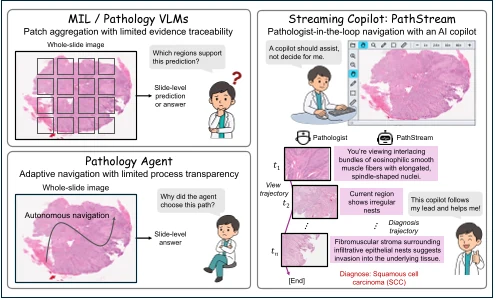 MIL / Pathology VLMs
Patch aggregation with limited evidence traceability
Whole-slide image
Which regions support
this prediction?
Slide-level
prediction
or answer
?
Pathology Agent
Adaptive navigation with limited process transparency
Whole-slide image
Autonomous navigation
Why did the agent
choose this path?
Slide-level
answer
Streaming Copilot: PathStream
Pathologist-in-the-loop navigation with an AI copilot
A copilot should assist,
not decide for me.
Pathologist
PathStream
t1
You're viewing interlacing
bundles of eosinophilic smooth
muscle fibers with elongated,
spindle-shaped nuclei.
View
trajectory
t2
Current region
shows irregular
nests
This copilot follows
my lead and helps me!
⋮
⋮
Diagnosis
trajectory
tn
Fibromuscular stroma surrounding
infiltrative epithelial nests suggests
invasion into the underlying tissue.
[End]
Diagnose: Squamous cell
carcinoma (SCC)